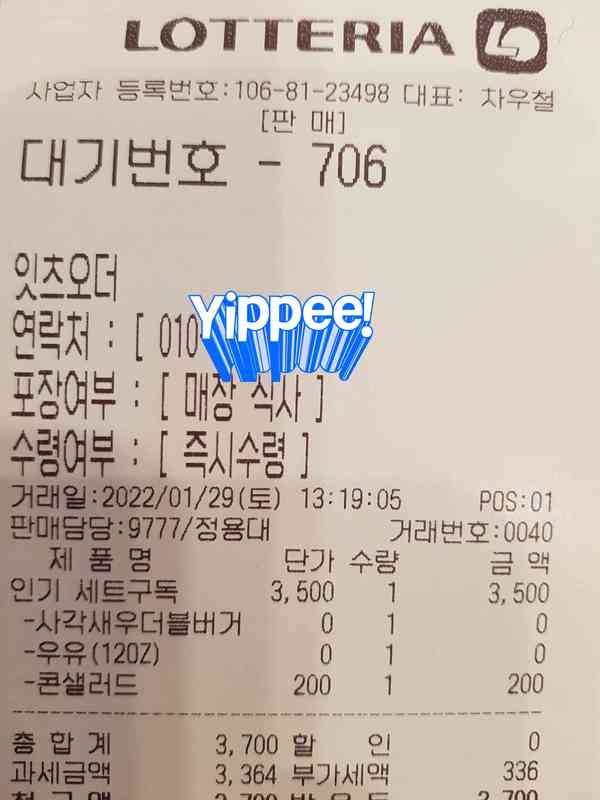 LOTTERIA
사업자 등록번호:106-81-23498 대표: 차우철
[판 매]
대기번호 - 706
잇츠오더
연락처 : [ 010
Yippee!
포장여부 : [ 매장 식사 ]
수령여부 : [ 즉시수령 ]
거래일:2022/01/29(토) 13:19:05 POS:01
판매담당:9777/정용대 거래번호:0040
제 품 명 단가 수량 금 액
인기 세트구독 3,500 1 3,500
-사각새우더블버거 0 1 0
-우유(120Z) 0 1 0
-콘샐러드 200 1 200
총 합 계 3,700 할 인 0
과세금액 3,364 부가세액 336